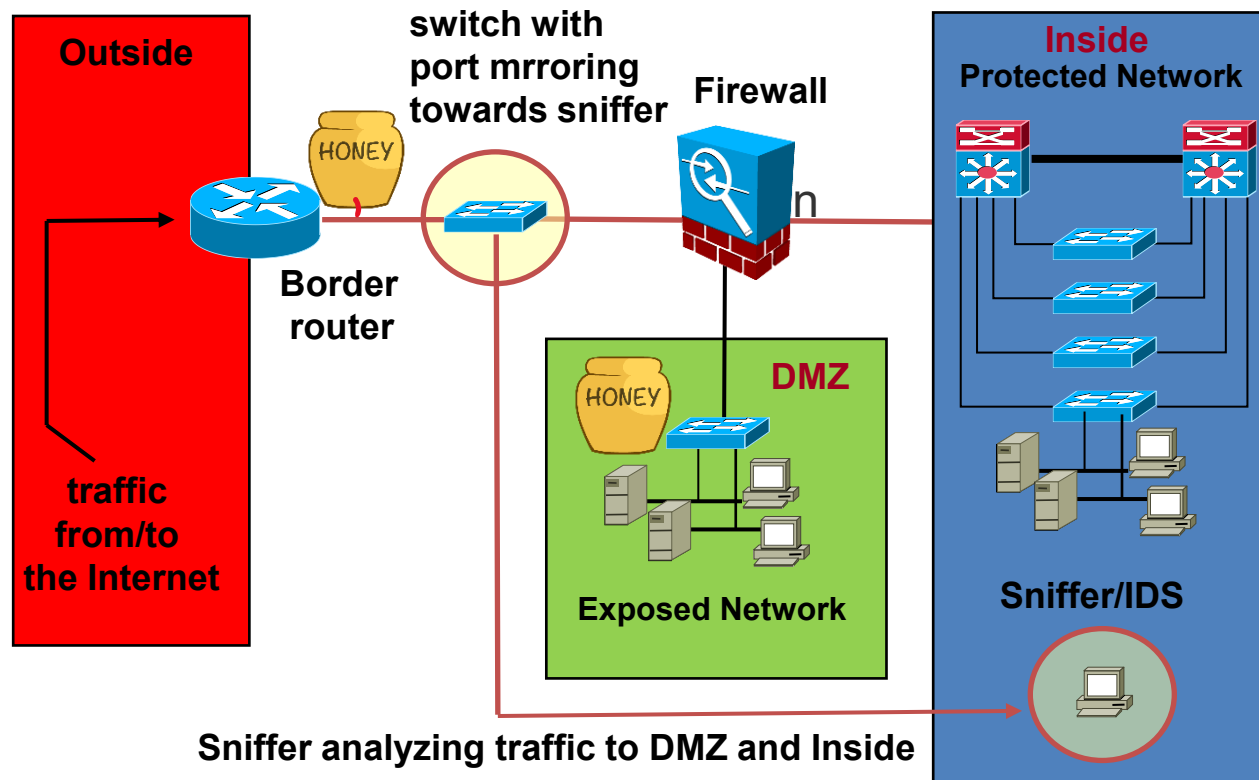 Outside
switch with
port mrroring
towards sniffer
Firewall
Inside
Protected Network
HONEY
n
Border
router
DMZ
HONEY
traffic
from/to
the Internet
Exposed Network
Sniffer/IDS
Sniffer analyzing traffic to DMZ and Inside